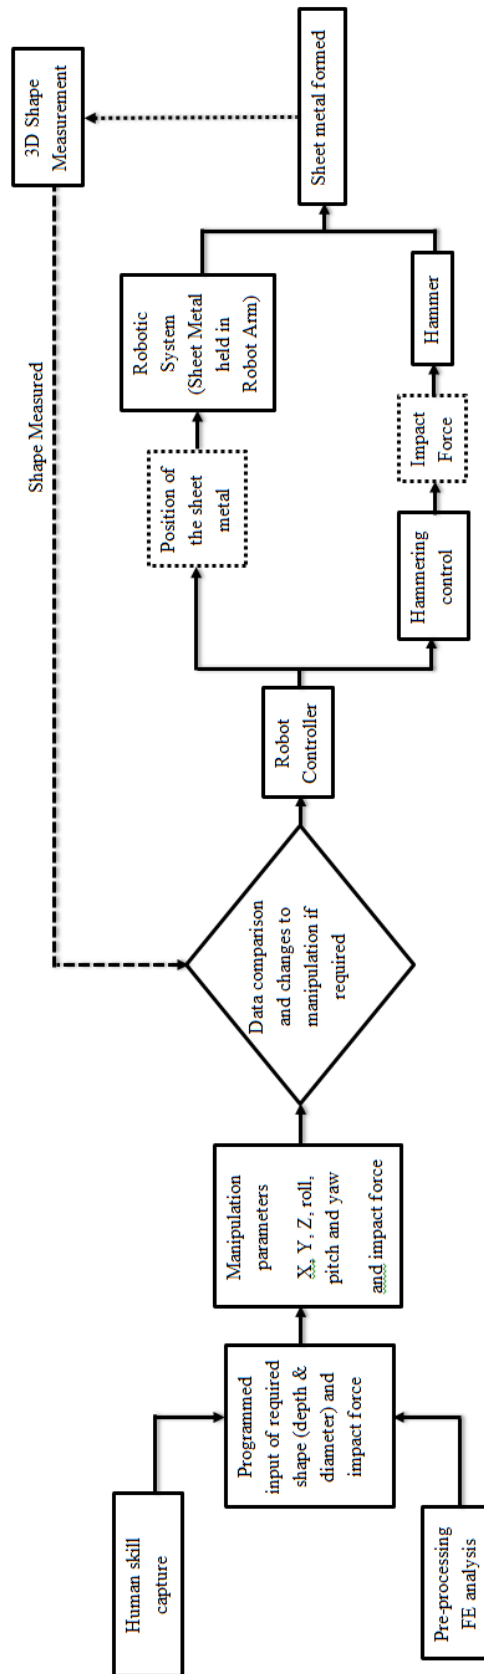 Human skill
capture
Pre-processing
FE analysis
Programmed
input of required
shape (depth &
diameter) and
impact force
Manipulation
parameters
X, Y, Z, roll,
pitch and yaw
and impact force
Data comparison
and changes to
manipulation if
required
Robot
Controller
Position of
the sheet
metal
Robotic
System
(Sheet Metal
held in
Robot Arm)
Hammering
control
Impact
Force
Hammer
Sheet metal formed
3D Shape
Measurement
Shape Measured